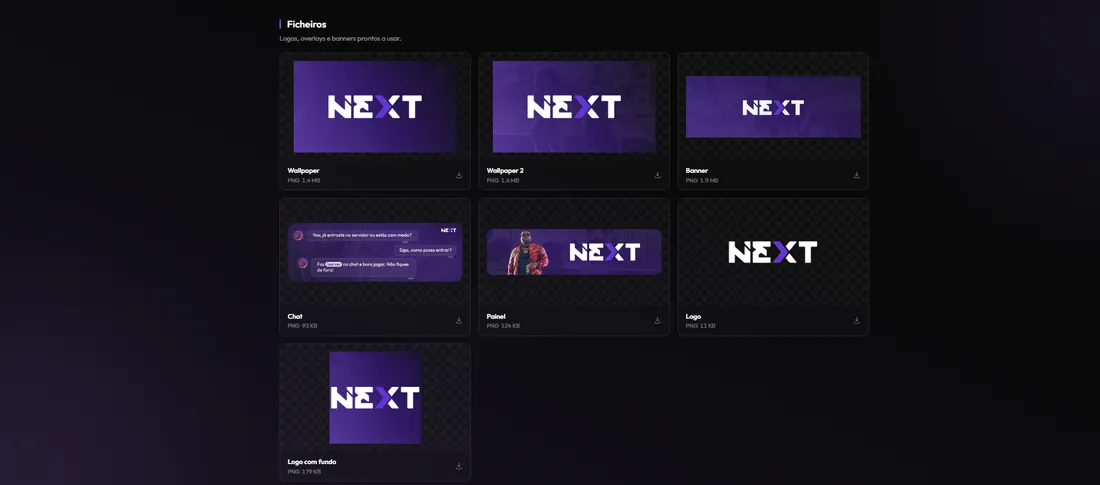 Ficheiros
Logos, overlays e banners prontos a usar.
NEXT
NEXT
NEXT
Wallpaper
PNG 1.4 MB
Wallpaper 2
PNG 1.6 MB
Banner
PNG 1.9 MB
NEXT
Yoo, já entraste no servidor ou estás com medo?
Siga, como posso entrar?
Faz no chat e bora jogar. Não fiques
de fora!
NEXT
NEXT
Chat
PNG 93 KB
Painel
PNG 124 KB
Logo
PNG 11 KB
NEXT
Logo com fundo
PNG 179 KB